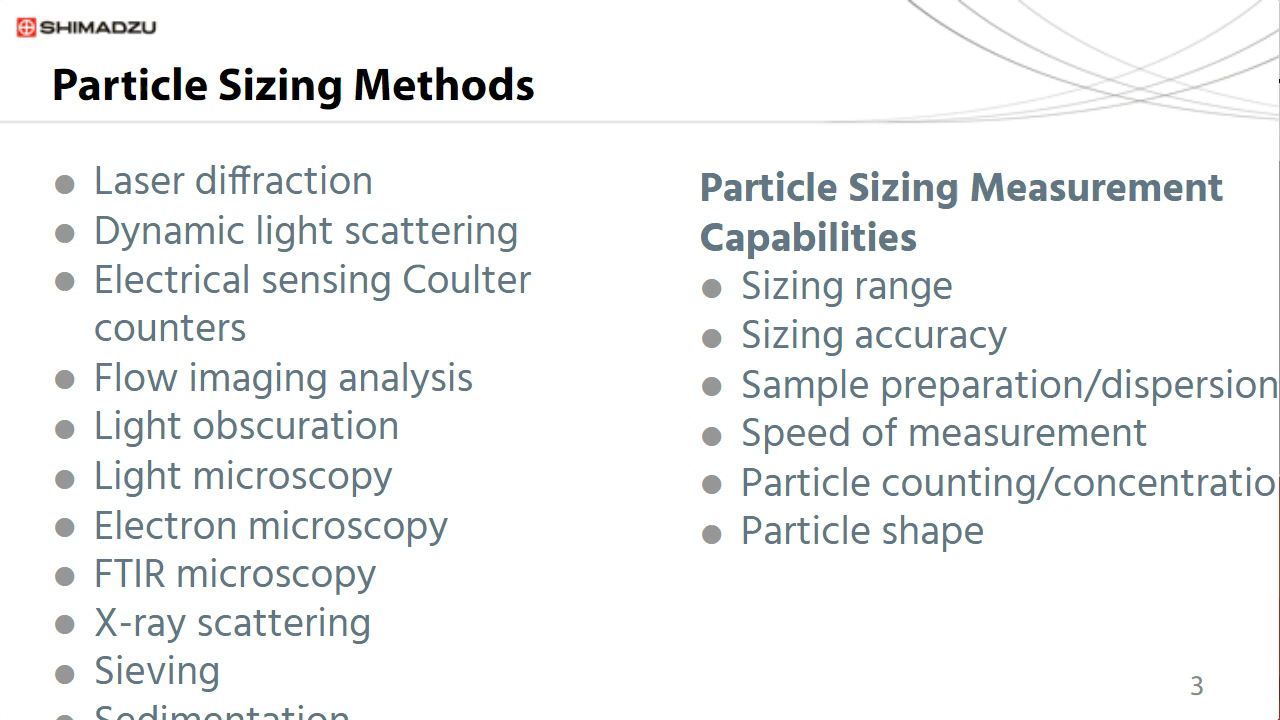 SHIMADZU
Particle Sizing Methods
Laser diffraction
Dynamic light scattering
Electrical sensing Coulter
counters
Flow imaging analysis
Light obscuration
Light microscopy
Electron microscopy
FTIR microscopy
X-ray scattering
Sieving
Sedimentation
Particle Sizing Measurement
Capabilities
Sizing range
Sizing accuracy
Sample preparation/dispersion
Speed of measurement
Particle counting/concentratio
Particle shape
3